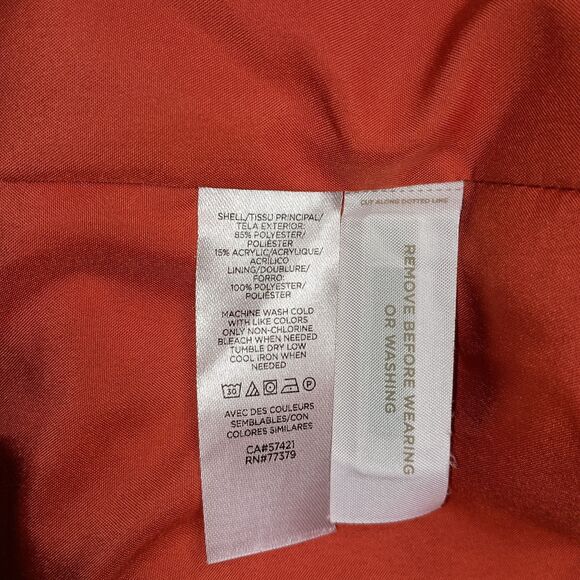 SHELL/TISSU PRINCIPAL/
TELA EXTERIOR:
85% POLYESTER/
POLIÉSTER
15% ACRYLIC/ACRYLIQUE/
ACRÍLICO
LINING/DOUBLURE/
FORRO:
100% POLYESTER/
POLIÉSTER
MACHINE WASH COLD
WITH LIKE COLORS
ONLY NON-CHLORINE
BLEACH WHEN NEEDED
TUMBLE DRY LOW
COOL IRON WHEN
NEEDED
30 P
AVEC DES COULEURS
SEMBLABLES/CON
COLORES SIMILARES
CA#57421
RN#77379
CUT ALONG DOTTED LINE
REMOVE BEFORE WEARING
OR WASHING